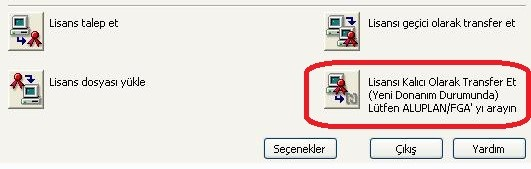 Lisans talep et
Lisansı geçici olarak transfer et
Lisans dosyası yükle
Lisansı Kalıcı Olarak Transfer Et
(Yeni Donanım Durumunda)
Lütfen ALUPLAN/FGA' yı arayın
Seçenekler
Çıkış
Yardım